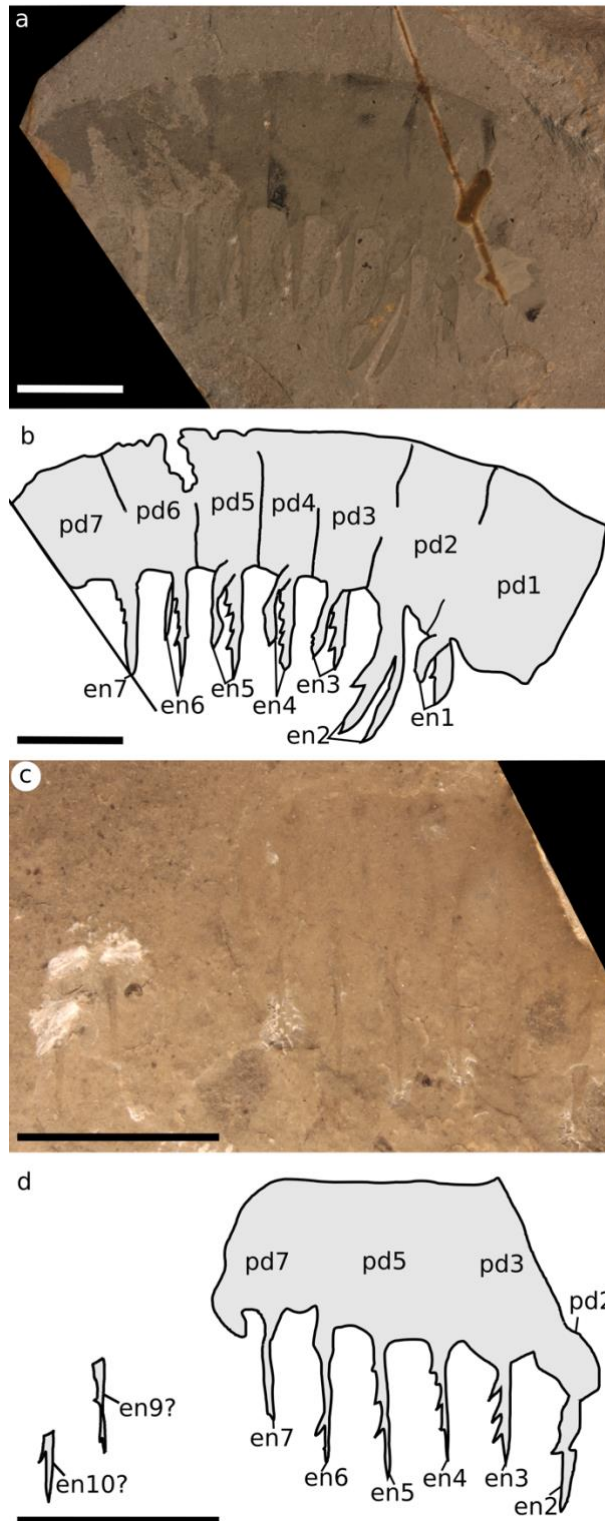 a
b
pd7 pd6 pd5 pd4 pd3 pd2 pd1
en7 en6 en5 en4 en3 en2 en1
c
d
pd7 pd5 pd3 pd2
en9? en10? en7 en6 en5 en4 en3 en2